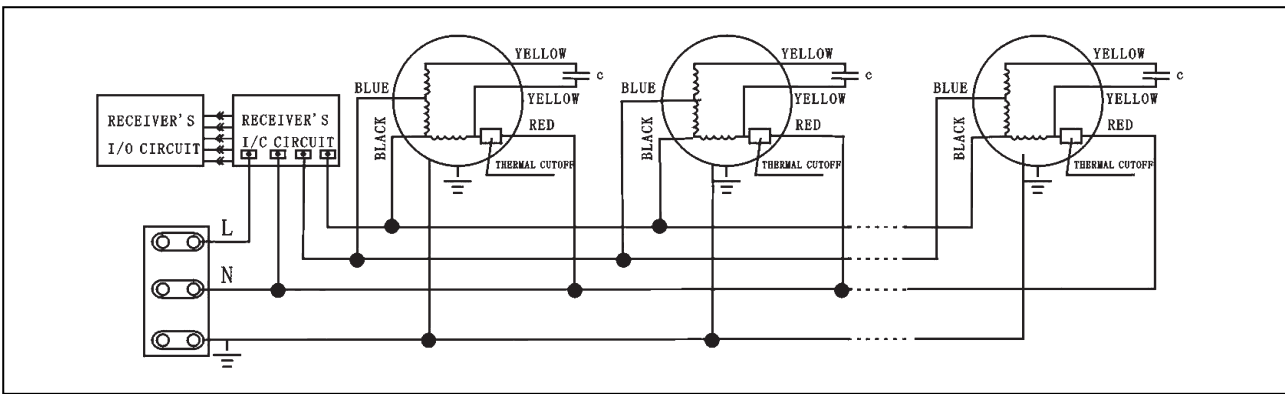 RECEIVER'S
I/O CIRCUIT
RECEIVER'S
I/C CIRCUIT
L
N
BLUE
BLACK
YELLOW
C
YELLOW
RED
THERMAL CUTOFF
BLUE
BLACK
YELLOW
C
YELLOW
RED
THERMAL CUTOFF
BLUE
BLACK
YELLOW
C
YELLOW
RED
THERMAL CUTOFF